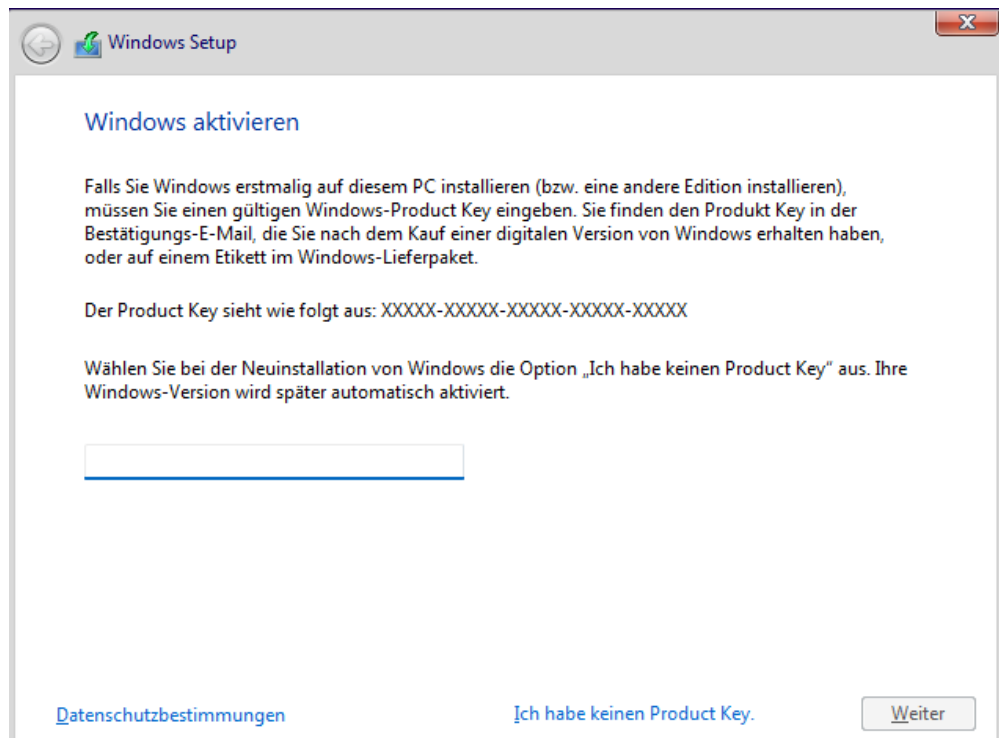 Windows Setup
Windows aktivieren
Falls Sie Windows erstmalig auf diesem PC installieren (bzw. eine andere Edition installieren),
müssen Sie einen gültigen Windows-Product Key eingeben. Sie finden den Produkt Key in der
Bestätigungs-E-Mail, die Sie nach dem Kauf einer digitalen Version von Windows erhalten haben,
oder auf einem Etikett im Windows-Lieferpaket.
Der Product Key sieht wie folgt aus: XXXXX-XXXXX-XXXXX-XXXXX-XXXXX
Wählen Sie bei der Neuinstallation von Windows die Option „Ich habe keinen Product Key“ aus. Ihre
Windows-Version wird später automatisch aktiviert.
Datenschutzbestimmungen
Ich habe keinen Product Key.
Weiter